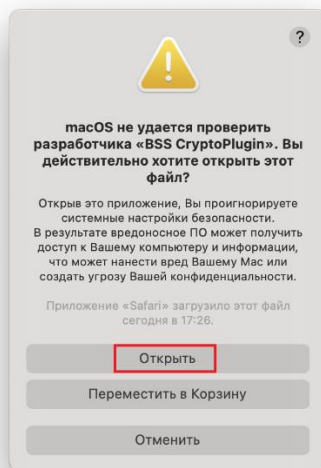 ?
macOS не удается проверить
разработчика «BSS CryptoPlugin». Вы
действительно хотите открыть этот
файл?
Открыв это приложение, Вы проигнорируете
системные настройки безопасности.
В результате вредоносное ПО может получить
доступ к Вашему компьютеру и информации,
что может нанести вред Вашему Mac или
создать угрозу Вашей конфиденциальности.
Приложение «Safari» загрузило этот файл
сегодня в 17:26.
Открыть
Переместить в Корзину
Отменить